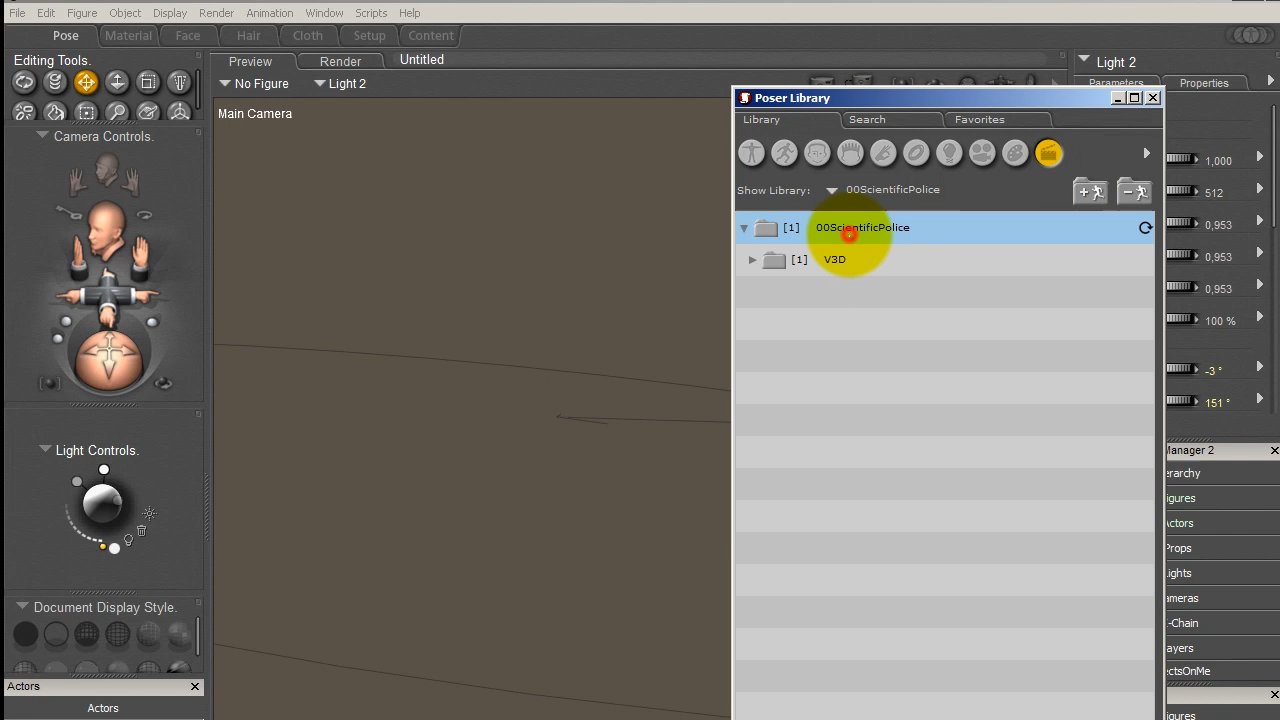 File Edit Figure Object Display Render Animation Window Scripts Help
Pose Material Face Hair Cloth Setup Content
Editing Tools.
Preview Render Untitled
No Figure Light 2
Main Camera
Camera Controls.
Light Controls.
Document Display Style.
Actors
Actors
Poser Library
Library Search Favorites
Show Library: 00ScientificPolice
[1] 00ScientificPolice
[1] V3D
Light 2
Parameters Properties
1,000
512
0,953
0,953
0,953
100 %
-3 °
151 °
Manager 2
erarchy
igures
Actors
Props
ights
ameras
-Chain
ayers
ectsOnMe
igures